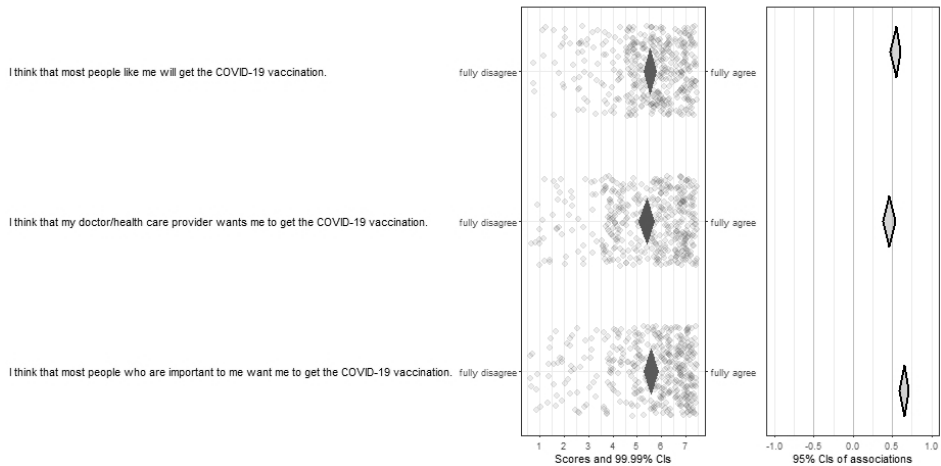 I think that most people like me will get the COVID-19 vaccination.
fully disagree
fully agree
I think that my doctor/health care provider wants me to get the COVID-19 vaccination.
fully disagree
fully agree
I think that most people who are important to me want me to get the COVID-19 vaccination.
fully disagree
fully agree
1 2 3 4 5 6 7
Scores and 99.99% CIs
-1.0 -0.5 0.0 0.5 1.0
95% CIs of associations